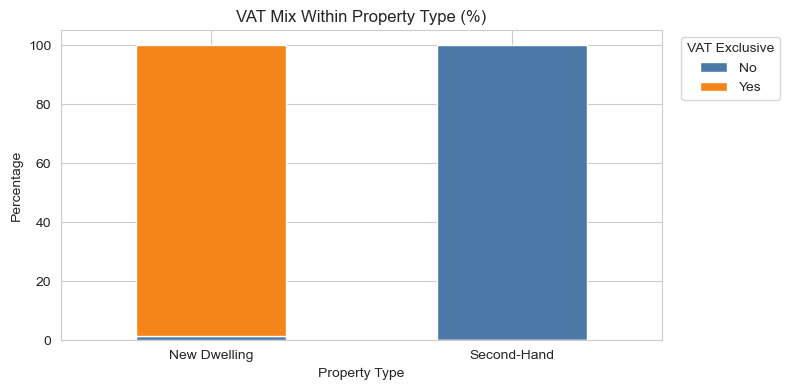 VAT Mix Within Property Type (%)
VAT Exclusive
No
Yes
100
80
60
40
20
0
Percentage
New Dwelling
Second-Hand
Property Type